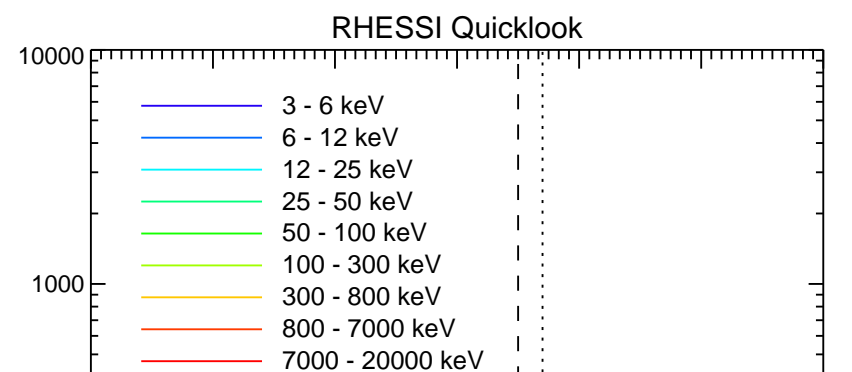 RHESSI Quicklook
10000
3 - 6 keV
6 - 12 keV
12 - 25 keV
25 - 50 keV
50 - 100 keV
100 - 300 keV
1000
300 - 800 keV
800 - 7000 keV
7000 - 20000 keV